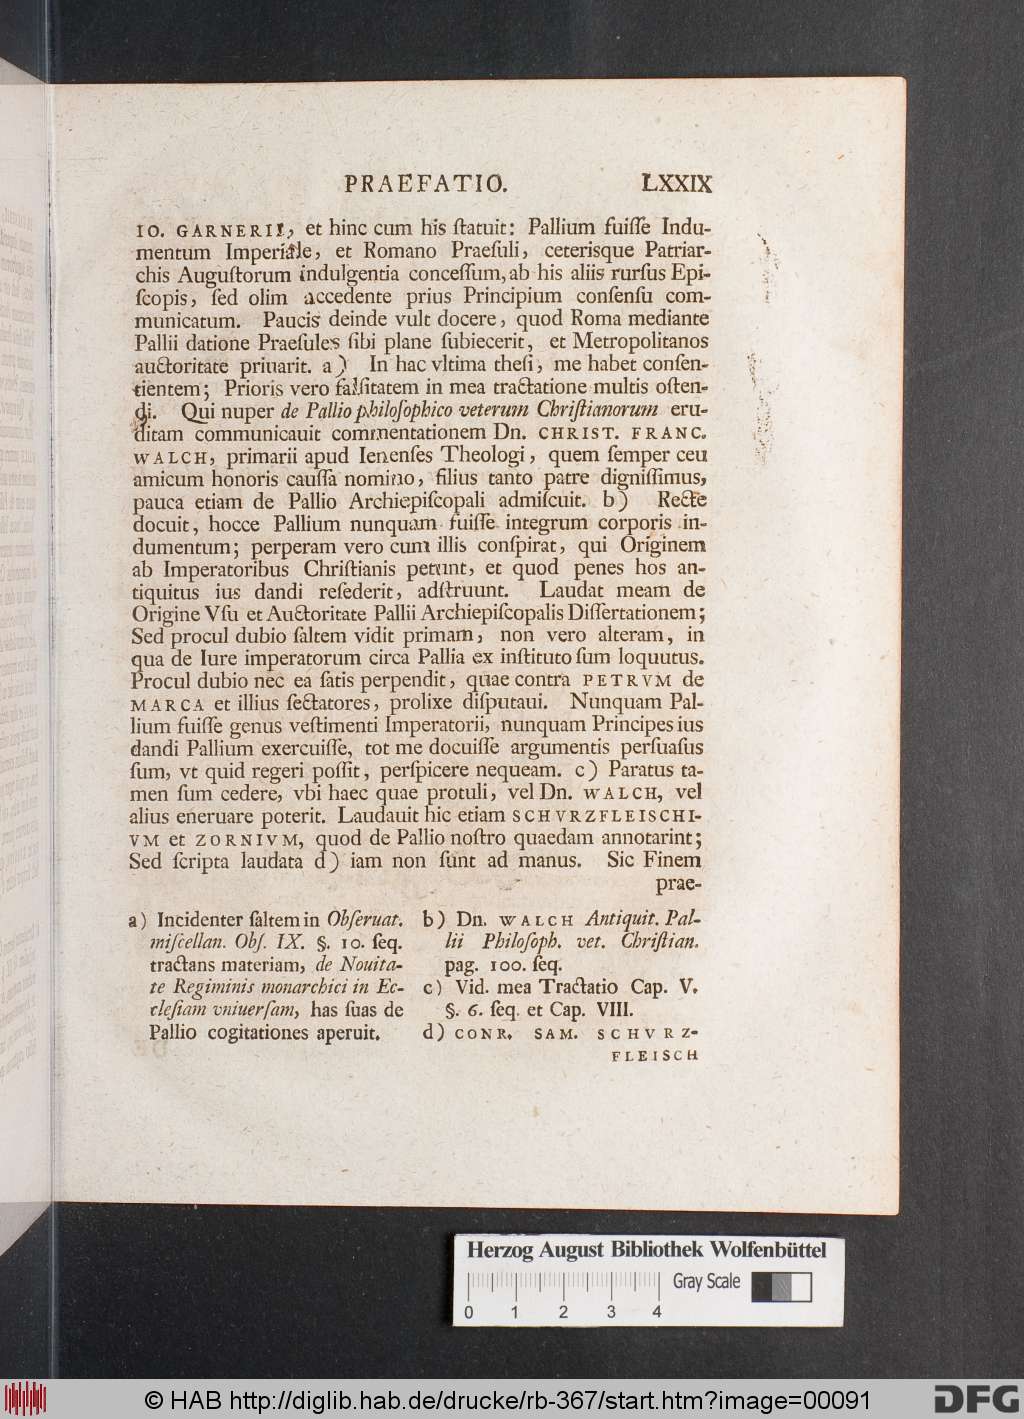 PRAEFATIO. LXXIX
IO. GARNERII, et hinc cum his ſtatuit: Pallium fuiſſe Indu-
mentum Imperiale, et Romano Praeſuli, ceterisque Patriar-
chis Auguſtorum indulgentia conceſſum, ab his aliis rurſus Epi-
ſcopis, ſed olim accedente prius Principium conſenſu com-
municatum. Paucis deinde vult docere, quod Roma mediante
Pallii datione Praeſules ſibi plane ſubiecerit, et Metropolitanos
auctoritate priuarit. a) In hac vltima theſi, me habet conſen-
tientem; Prioris vero falſitatem in mea tractatione multis oſten-
di. Qui nuper de Pallio philoſophico veterum Chriſtianorum eru-
ditam communicauit commentationem Dn. CHRIST. FRANC.
WALCH, primarii apud Ienenſes Theologi, quem ſemper ceu
amicum honoris cauſſa nomino, filius tanto patre digniſſimus,
pauca etiam de Pallio Archiepiſcopali admiſcuit. b) Recte
docuit, hocce Pallium nunquam fuiſſe integrum corporis in-
dumentum; perperam vero cum illis conſpirat, qui Originem
ab Imperatoribus Chriſtianis petunt, et quod penes hos an-
tiquitus ius dandi reſederit, adſtruunt. Laudat meam de
Origine Vſu et Auctoritate Pallii Archiepiſcopalis Diſſertationem;
Sed procul dubio ſaltem vidit primam, non vero alteram, in
qua de Iure imperatorum circa Pallia ex inſtituto ſum loquutus.
Procul dubio nec ea ſatis perpendit, quae contra PETRVM de
MARCA et illius ſectatores, prolixe diſputaui. Nunquam Pal-
lium fuiſſe genus veſtimenti Imperatorii, nunquam Principes ius
dandi Pallium exercuiſſe, tot me docuiſſe argumentis perſuaſus
ſum, vt quid regeri poſſit, perſpicere nequeam. c) Paratus ta-
men ſum cedere, vbi haec quae protuli, vel Dn. WALCH, vel
alius eneruare poterit. Laudauit hic etiam SCHVRZFLEISCHI-
VM et ZORNIVM, quod de Pallio noſtro quaedam annotarint;
Sed ſcripta laudata d) iam non ſunt ad manus. Sic Finem
prae-
a) Incidenter ſaltem in Obſeruat.
miſcellan. Obſ. IX. §. 10. ſeq.
tractans materiam, de Nouita-
te Regiminis monarchici in Ec-
cleſiam vniuerſam, has ſuas de
Pallio cogitationes aperuit.
b) Dn. WALCH Antiquit. Pal-
lii Philoſoph. vet. Chriſtian.
pag. 100. ſeq.
c) Vid. mea Tractatio Cap. V.
§. 6. ſeq. et Cap. VIII.
d) CONR. SAM. SCHVRZ-
FLEISCH
Herzog August Bibliothek Wolfenbüttel
Gray Scale
0 1 2 3 4
© HAB http://diglib.hab.de/drucke/rb-367/start.htm?image=00091
DFG